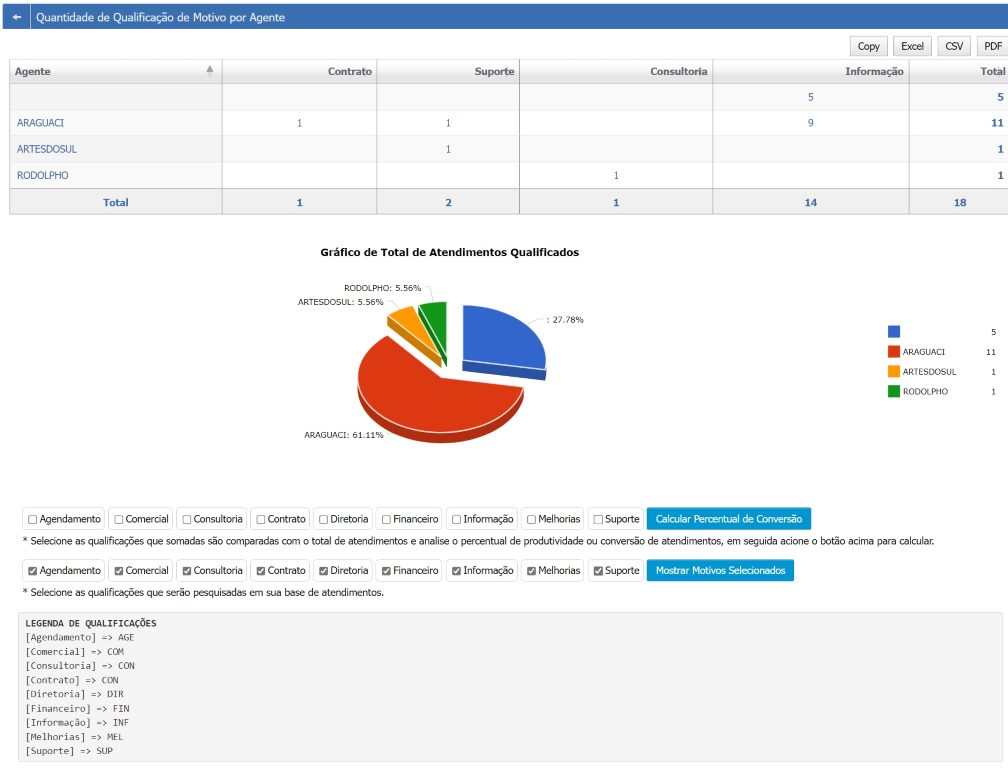 Quantidade de Qualificação de Motivo por Agente
Copy Excel CSV PDF
Agente Contrato Suporte Consultoria Informação Total
5 5
ARAGUACI 1 1 9 11
ARTESDOSUL 1 1
RODOLPHO 1 1
Total 1 2 1 14 18
Gráfico de Total de Atendimentos Qualificados
RODOLPHO: 5.56%
ARTESDOSUL: 5.56%
: 27.78%
ARAGUACI: 61.11%
5
ARAGUACI 11
ARTESDOSUL 1
RODOLPHO 1
Agendamento Comercial Consultoria Contrato Diretoria Financeiro Informação Melhorias Suporte Calcular Percentual de Conversão
* Selecione as qualificações que somadas são comparadas com o total de atendimentos e analise o percentual de produtividade ou conversão de atendimentos, em seguida acione o botão acima para calcular.
Agendamento Comercial Consultoria Contrato Diretoria Financeiro Informação Melhorias Suporte Mostrar Motivos Selecionados
* Selecione as qualificações que serão pesquisadas em sua base de atendimentos.
LEGENDA DE QUALIFICAÇÕES
[Agendamento] => AGE
[Comercial] => COM
[Consultoria] => CON
[Contrato] => CON
[Diretoria] => DIR
[Financeiro] => FIN
[Informação] => INF
[Melhorias] => MEL
[Suporte] => SUP